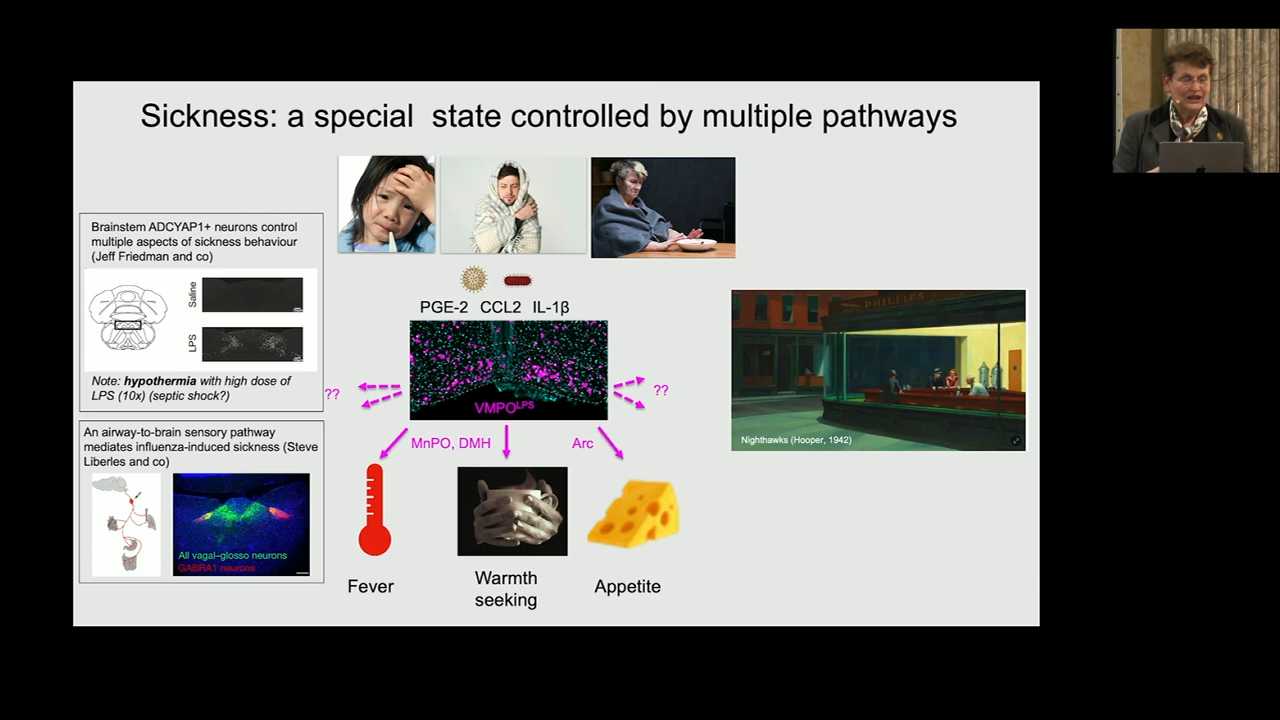 Sickness: a special state controlled by multiple pathways
Brainstem ADCYAP1+ neurons control
multiple aspects of sickness behaviour
(Jeff Friedman and co)
Saline
LPS
Note: hypothermia with high dose of
LPS (10x) (septic shock?)
An airway-to-brain sensory pathway
mediates influenza-induced sickness (Steve
Liberles and co)
All vagal–glosso neurons
GABRA1 neurons
PGE-2 CCL2 IL-1β
VMPOLPS
??
??
MnPO, DMH
Arc
Fever
Warmth
seeking
Appetite
PHILLIES
Nighthawks (Hooper, 1942)